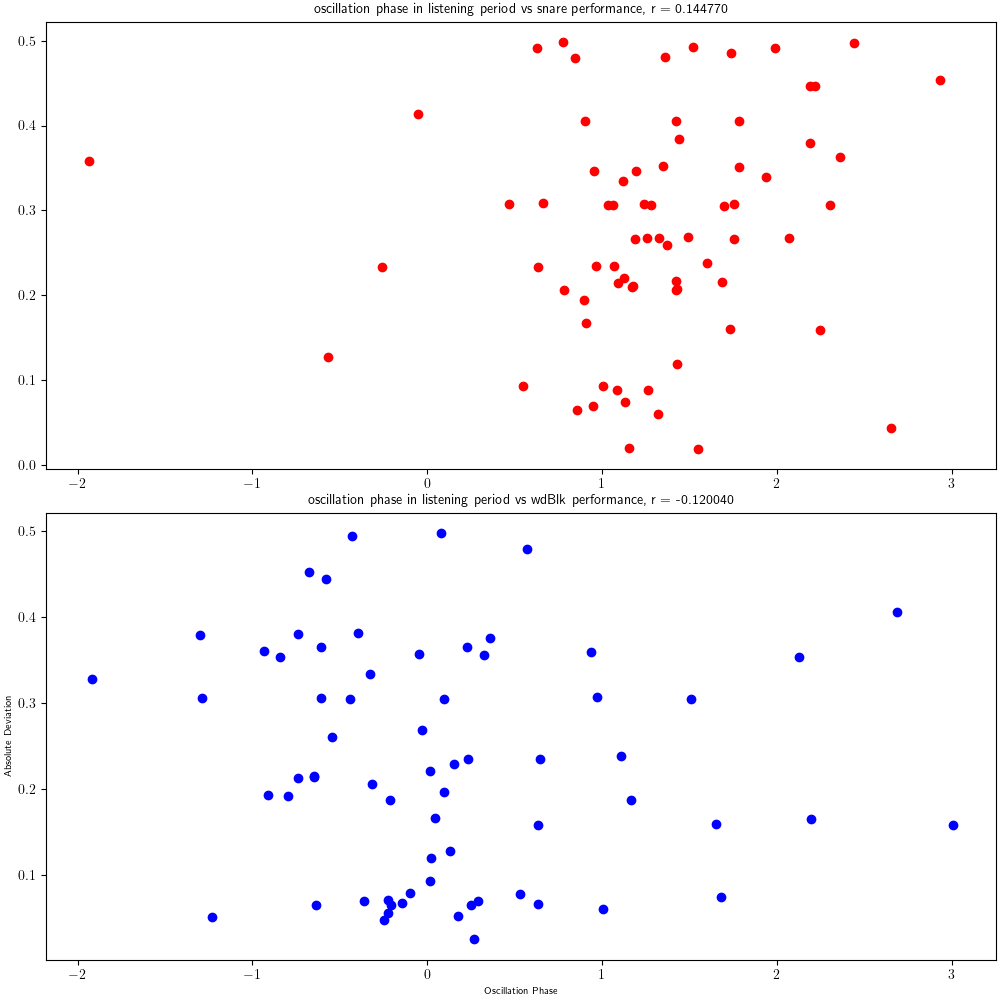 oscillation phase in listening period vs snare performance, r = 0.144770
0.5
0.4
0.3
0.2
0.1
0.0
−2 −1 0 1 2 3
oscillation phase in listening period vs wdBlk performance, r = -0.120040
0.5
0.4
0.3
0.2
0.1
Absolute Deviation
−2 −1 0 1 2 3
Oscillation Phase